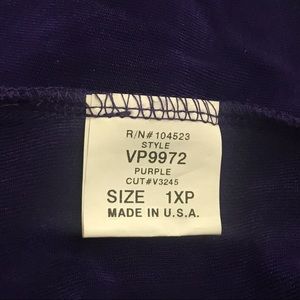 R/N# 104523
STYLE
VP9972
PURPLE
CUT#V3245
SIZE 1XP
MADE IN U.S.A.